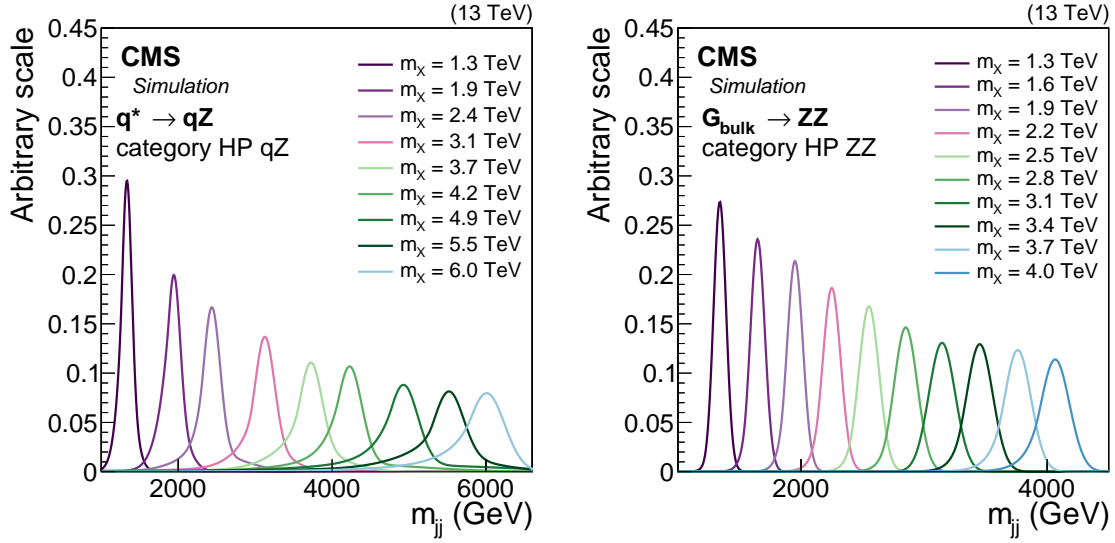 (13 TeV)
CMS
Simulation
q* → qZ
category HP qZ
m_X = 1.3 TeV
m_X = 1.9 TeV
m_X = 2.4 TeV
m_X = 3.1 TeV
m_X = 3.7 TeV
m_X = 4.2 TeV
m_X = 4.9 TeV
m_X = 5.5 TeV
m_X = 6.0 TeV
Arbitrary scale
0.45
0.4
0.35
0.3
0.25
0.2
0.15
0.1
0.05
0
2000 4000 6000
m_jj (GeV)
(13 TeV)
CMS
Simulation
G_bulk → ZZ
category HP ZZ
m_X = 1.3 TeV
m_X = 1.6 TeV
m_X = 1.9 TeV
m_X = 2.2 TeV
m_X = 2.5 TeV
m_X = 2.8 TeV
m_X = 3.1 TeV
m_X = 3.4 TeV
m_X = 3.7 TeV
m_X = 4.0 TeV
Arbitrary scale
0.45
0.4
0.35
0.3
0.25
0.2
0.15
0.1
0.05
0
2000 4000
m_jj (GeV)